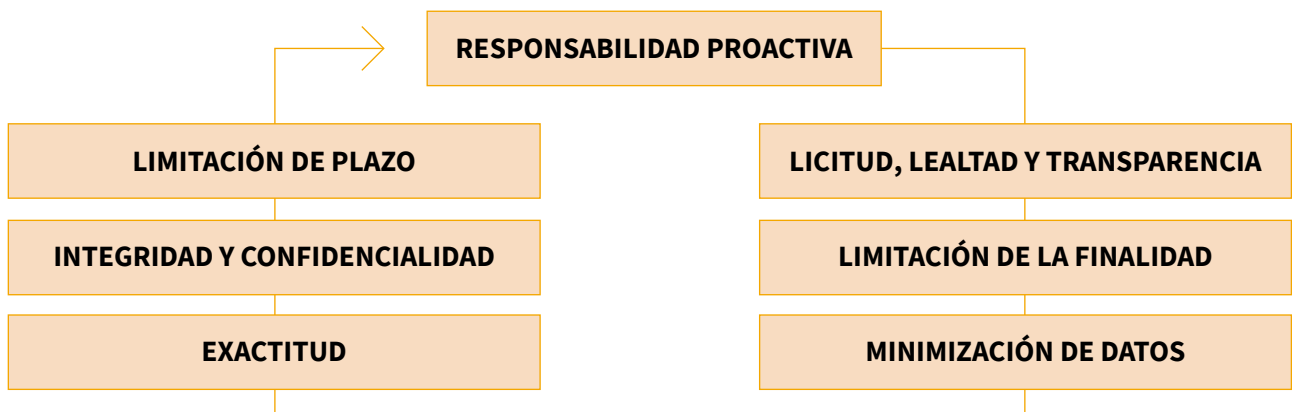 RESPONSABILIDAD PROACTIVA
LIMITACIÓN DE PLAZO
LICITUD, LEALTAD Y TRANSPARENCIA
INTEGRIDAD Y CONFIDENCIALIDAD
LIMITACIÓN DE LA FINALIDAD
EXACTITUD
MINIMIZACIÓN DE DATOS